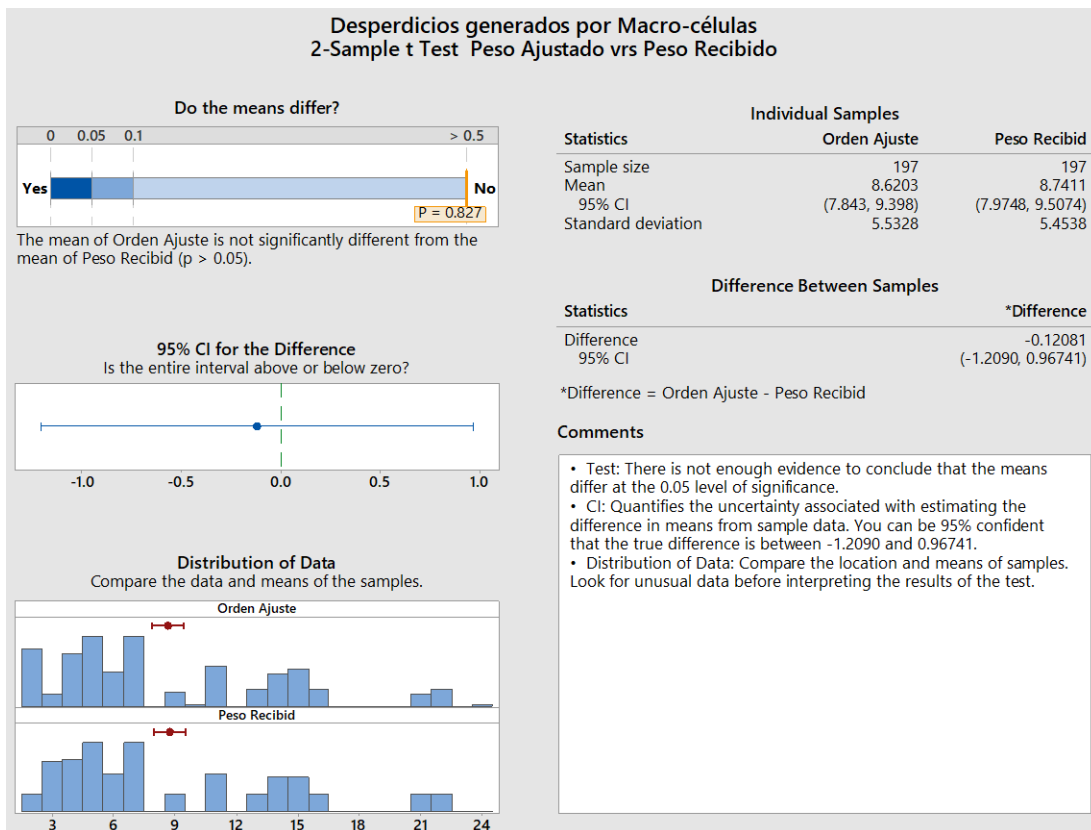 Desperdicios generados por Macro-células
2-Sample t Test  Peso Ajustado vrs Peso Recibido
Do the means differ?
0 0.05 0.1 > 0.5
Yes No
P = 0.827
The mean of Orden Ajuste is not significantly different from the
mean of Peso Recibid (p > 0.05).
95% CI for the Difference
Is the entire interval above or below zero?
-1.0 -0.5 0.0 0.5 1.0
Distribution of Data
Compare the data and means of the samples.
Orden Ajuste
Peso Recibid
3 6 9 12 15 18 21 24
Individual Samples
Statistics Orden Ajuste Peso Recibid
Sample size 197 197
Mean 8.6203 8.7411
95% CI (7.843, 9.398) (7.9748, 9.5074)
Standard deviation 5.5328 5.4538
Difference Between Samples
Statistics *Difference
Difference -0.12081
95% CI (-1.2090, 0.96741)
*Difference = Orden Ajuste - Peso Recibid
Comments
• Test: There is not enough evidence to conclude that the means
differ at the 0.05 level of significance.
• CI: Quantifies the uncertainty associated with estimating the
difference in means from sample data. You can be 95% confident
that the true difference is between -1.2090 and 0.96741.
• Distribution of Data: Compare the location and means of samples.
Look for unusual data before interpreting the results of the test.